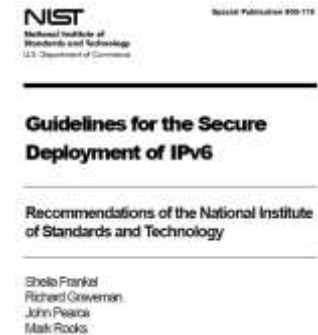 NIST
National Institute of
Standards and Technology
U.S. Department of Commerce
Special Publication 800-119
Guidelines for the Secure
Deployment of IPv6
Recommendations of the National Institute
of Standards and Technology
Sheila Frankel
Richard Graveman
John Pearce
Mark Rooks